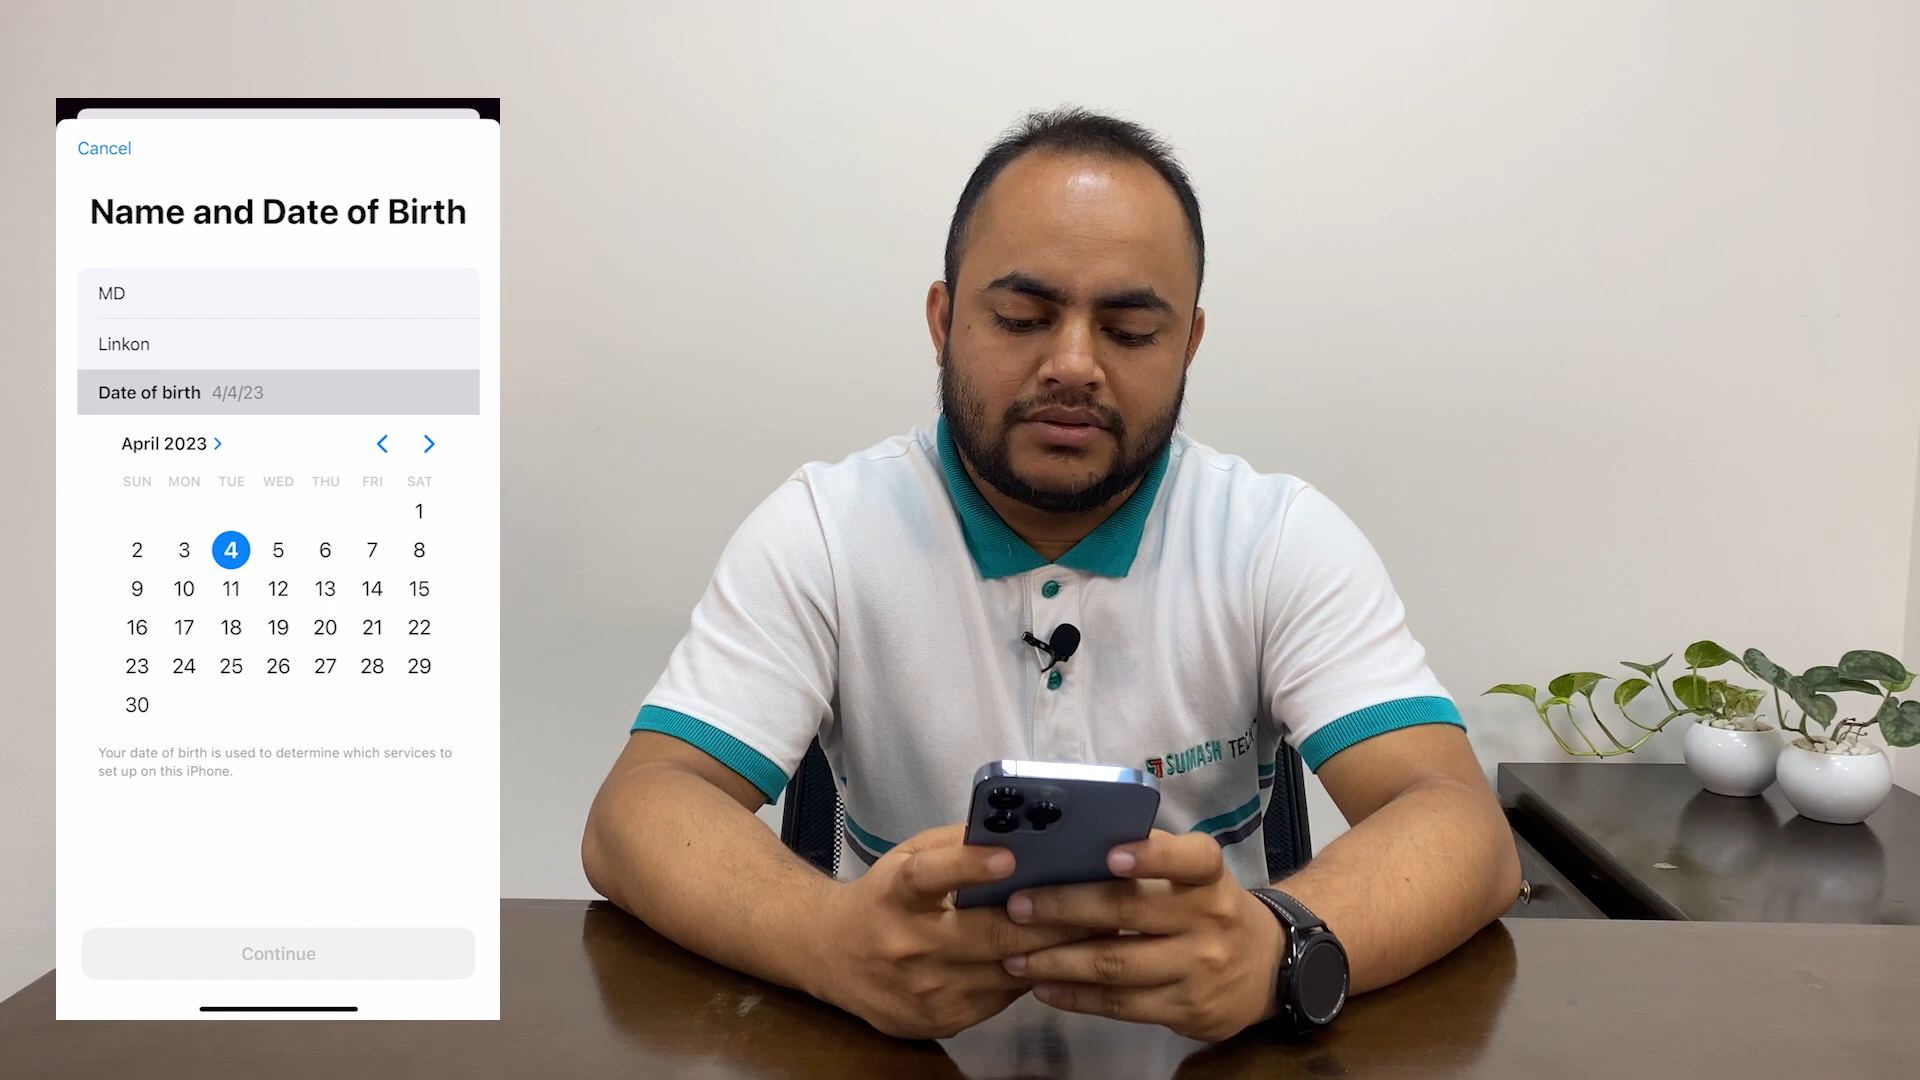 Cancel
Name and Date of Birth
MD
Linkon
Date of birth 4/4/23
April 2023
SUN MON TUE WED THU FRI SAT
1
2 3 4 5 6 7 8
9 10 11 12 13 14 15
16 17 18 19 20 21 22
23 24 25 26 27 28 29
30
Your date of birth is used to determine which services to
set up on this iPhone.
Continue
SUMASH TECH